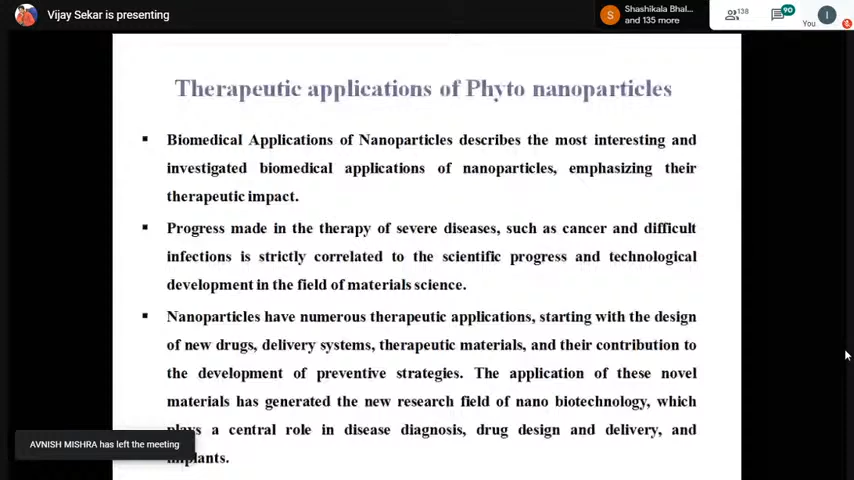 Vijay Sekar is presenting
S
Shashikala Bhal...
and 135 more
138
90
You
I
Therapeutic applications of Phyto nanoparticles
▪ Biomedical Applications of Nanoparticles describes the most interesting and
investigated biomedical applications of nanoparticles, emphasizing their
therapeutic impact.
▪ Progress made in the therapy of severe diseases, such as cancer and difficult
infections is strictly correlated to the scientific progress and technological
development in the field of materials science.
▪ Nanoparticles have numerous therapeutic applications, starting with the design
of new drugs, delivery systems, therapeutic materials, and their contribution to
the development of preventive strategies. The application of these novel
materials has generated the new research field of nano biotechnology, which
plays a central role in disease diagnosis, drug design and delivery, and
implants.
AVNISH MISHRA has left the meeting